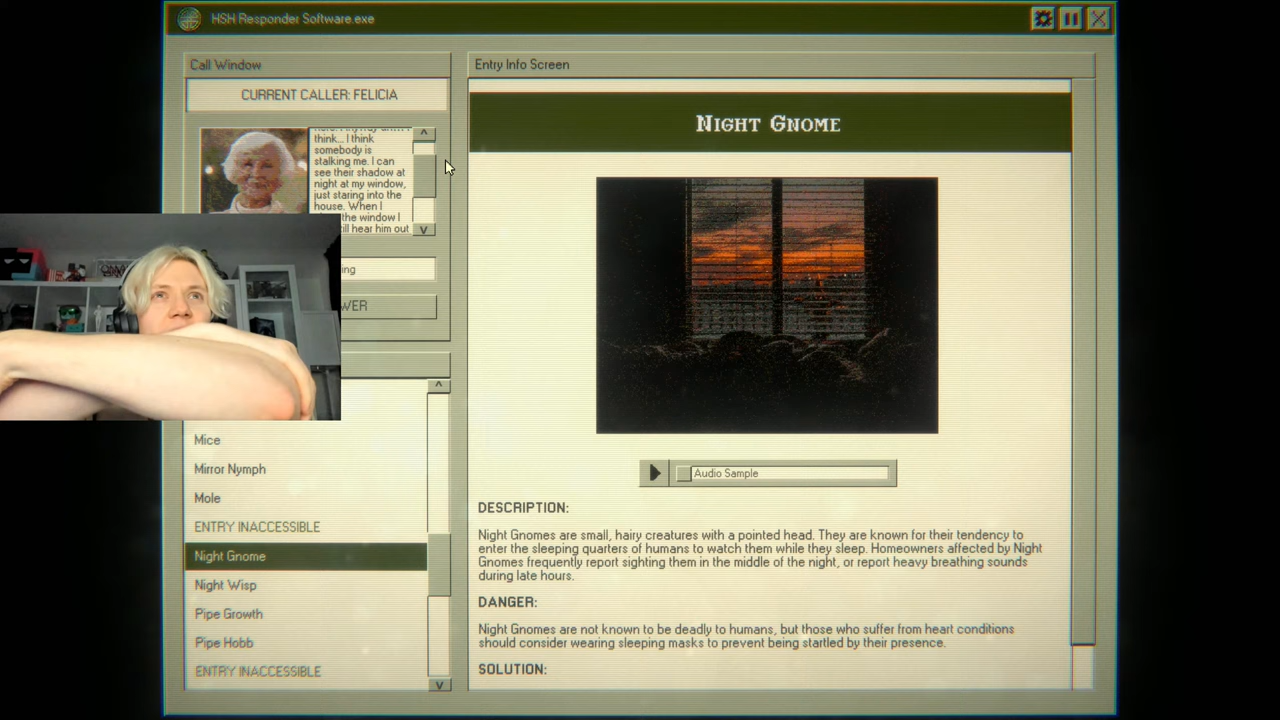 HSH Responder Software.exe
Call Window
CURRENT CALLER: FELICIA
think... I think
somebody is
stalking me. I can
see their shadow at
night at my window,
just staring into the
house. When I
the window I
still hear him out
Mice
Mirror Nymph
Mole
ENTRY INACCESSIBLE
Night Gnome
Night Wisp
Pipe Growth
Pipe Hobb
ENTRY INACCESSIBLE
Entry Info Screen
Night Gnome
Audio Sample
DESCRIPTION:
Night Gnomes are small, hairy creatures with a pointed head. They are known for their tendency to
enter the sleeping quarters of humans to watch them while they sleep. Homeowners affected by Night
Gnomes frequently report sighting them in the middle of the night, or report heavy breathing sounds
during late hours.
DANGER:
Night Gnomes are not known to be deadly to humans, but those who suffer from heart conditions
should consider wearing sleeping masks to prevent being startled by their presence.
SOLUTION: